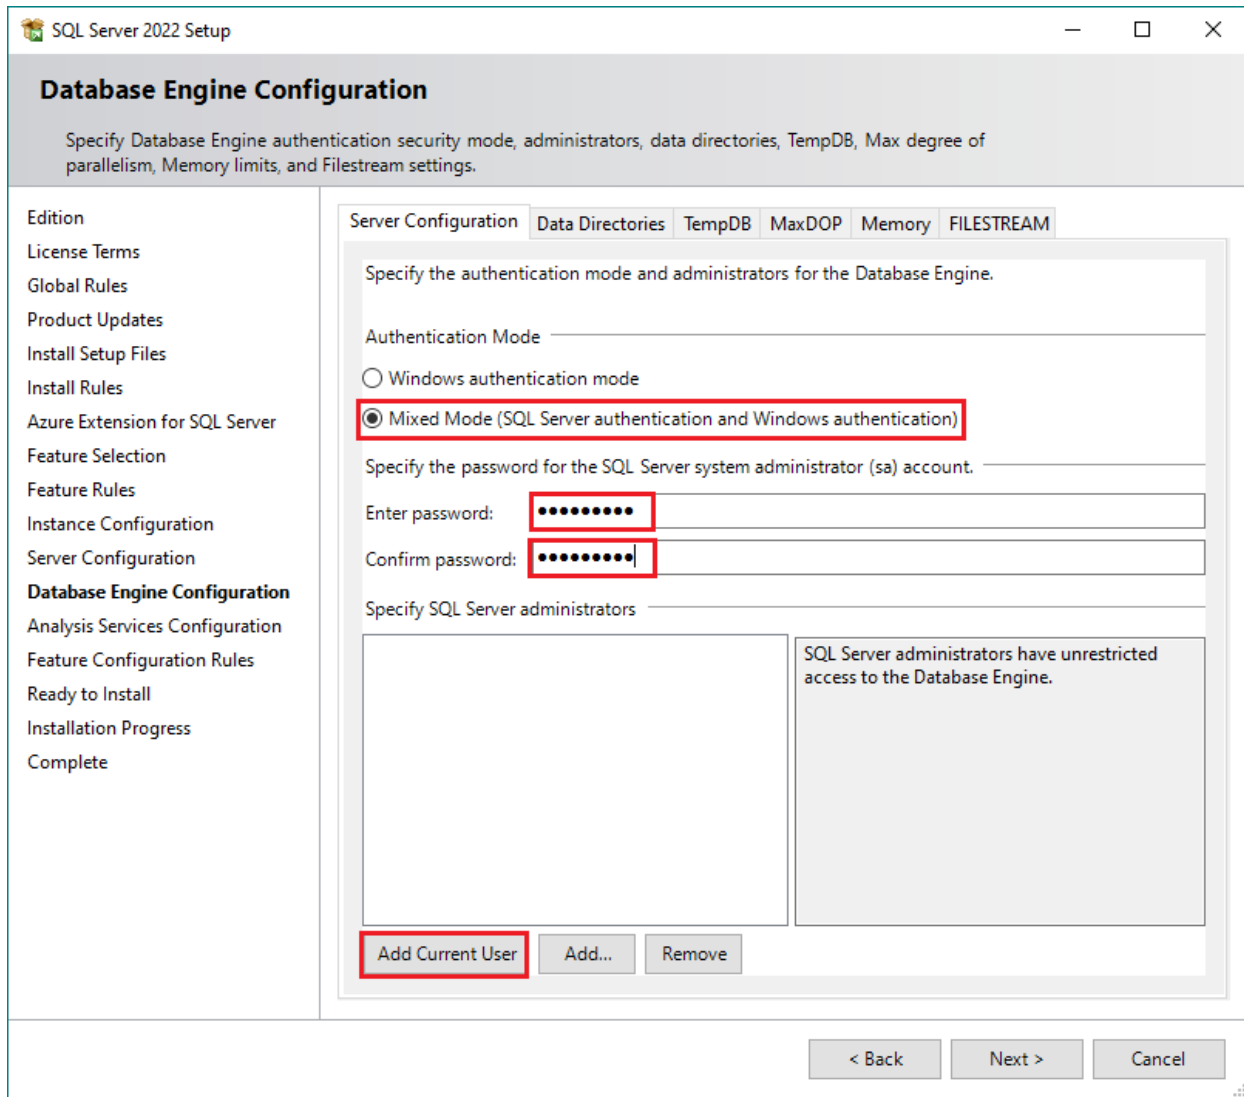 SQL Server 2022 Setup
Database Engine Configuration
Specify Database Engine authentication security mode, administrators, data directories, TempDB, Max degree of
parallelism, Memory limits, and Filestream settings.
Edition
License Terms
Global Rules
Product Updates
Install Setup Files
Install Rules
Azure Extension for SQL Server
Feature Selection
Feature Rules
Instance Configuration
Server Configuration
Database Engine Configuration
Analysis Services Configuration
Feature Configuration Rules
Ready to Install
Installation Progress
Complete
Server Configuration Data Directories TempDB MaxDOP Memory FILESTREAM
Specify the authentication mode and administrators for the Database Engine.
Authentication Mode
Windows authentication mode
Mixed Mode (SQL Server authentication and Windows authentication)
Specify the password for the SQL Server system administrator (sa) account.
Enter password: ●●●●●●●●●
Confirm password: ●●●●●●●●●
Specify SQL Server administrators
SQL Server administrators have unrestricted
access to the Database Engine.
Add Current User Add... Remove
< Back Next > Cancel